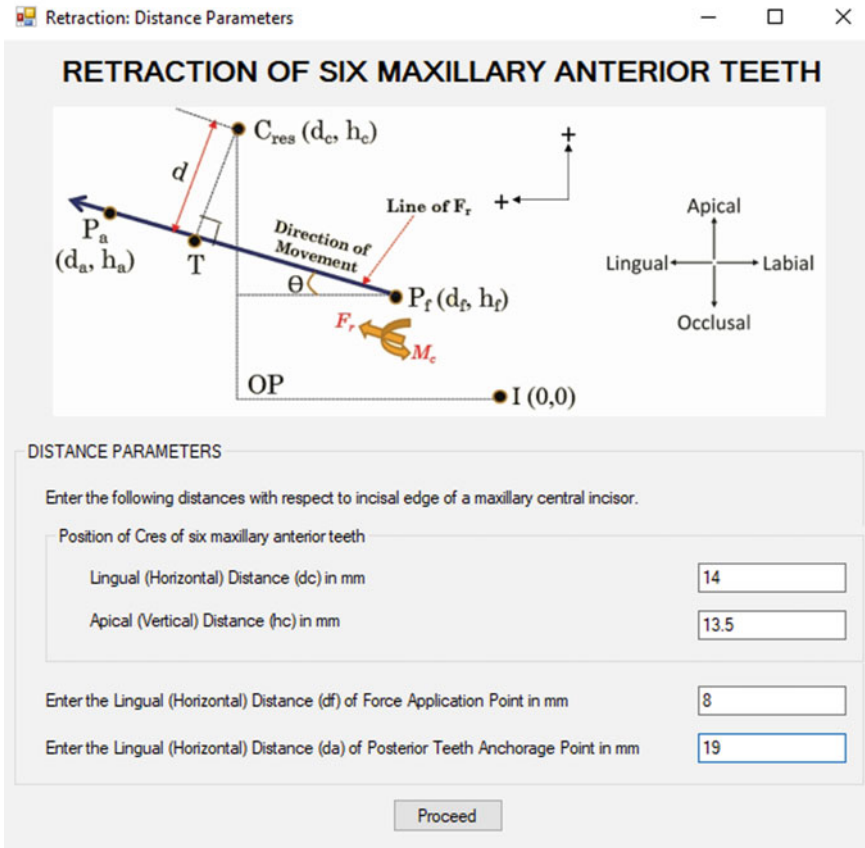 Retraction: Distance Parameters
RETRACTION OF SIX MAXILLARY ANTERIOR TEETH
Cres (dc, hc)
d
+
+
Line of Fr
Pa
(da, ha)
T
Direction of
Movement
θ
Pf (df, hf)
Fr
Mc
OP
I (0,0)
Apical
Lingual
Labial
Occlusal
DISTANCE PARAMETERS
Enter the following distances with respect to incisal edge of a maxillary central incisor.
Position of Cres of six maxillary anterior teeth
Lingual (Horizontal) Distance (dc) in mm
14
Apical (Vertical) Distance (hc) in mm
13.5
Enter the Lingual (Horizontal) Distance (df) of Force Application Point in mm
8
Enter the Lingual (Horizontal) Distance (da) of Posterior Teeth Anchorage Point in mm
19
Proceed